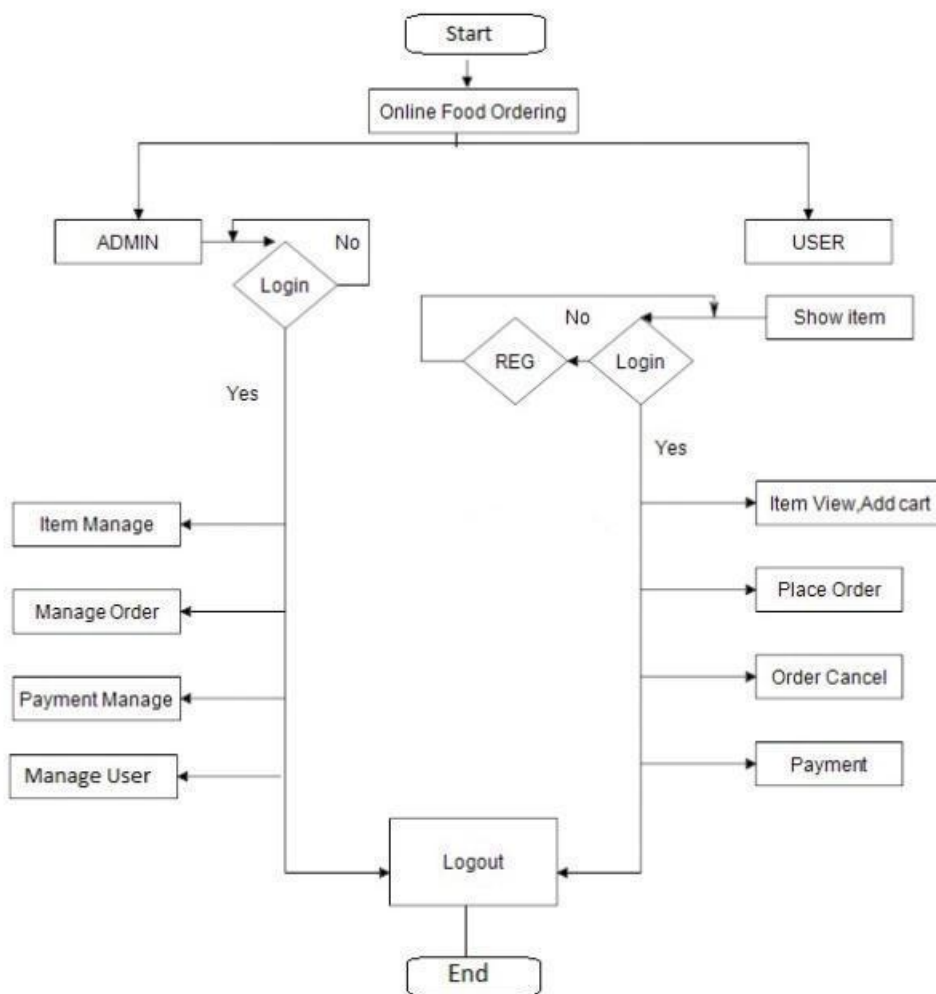 Start
Online Food Ordering
ADMIN
USER
No
Login
Show item
No
REG
Login
Yes
Yes
Item View,Add cart
Item Manage
Place Order
Manage Order
Order Cancel
Payment Manage
Payment
Manage User
Logout
End